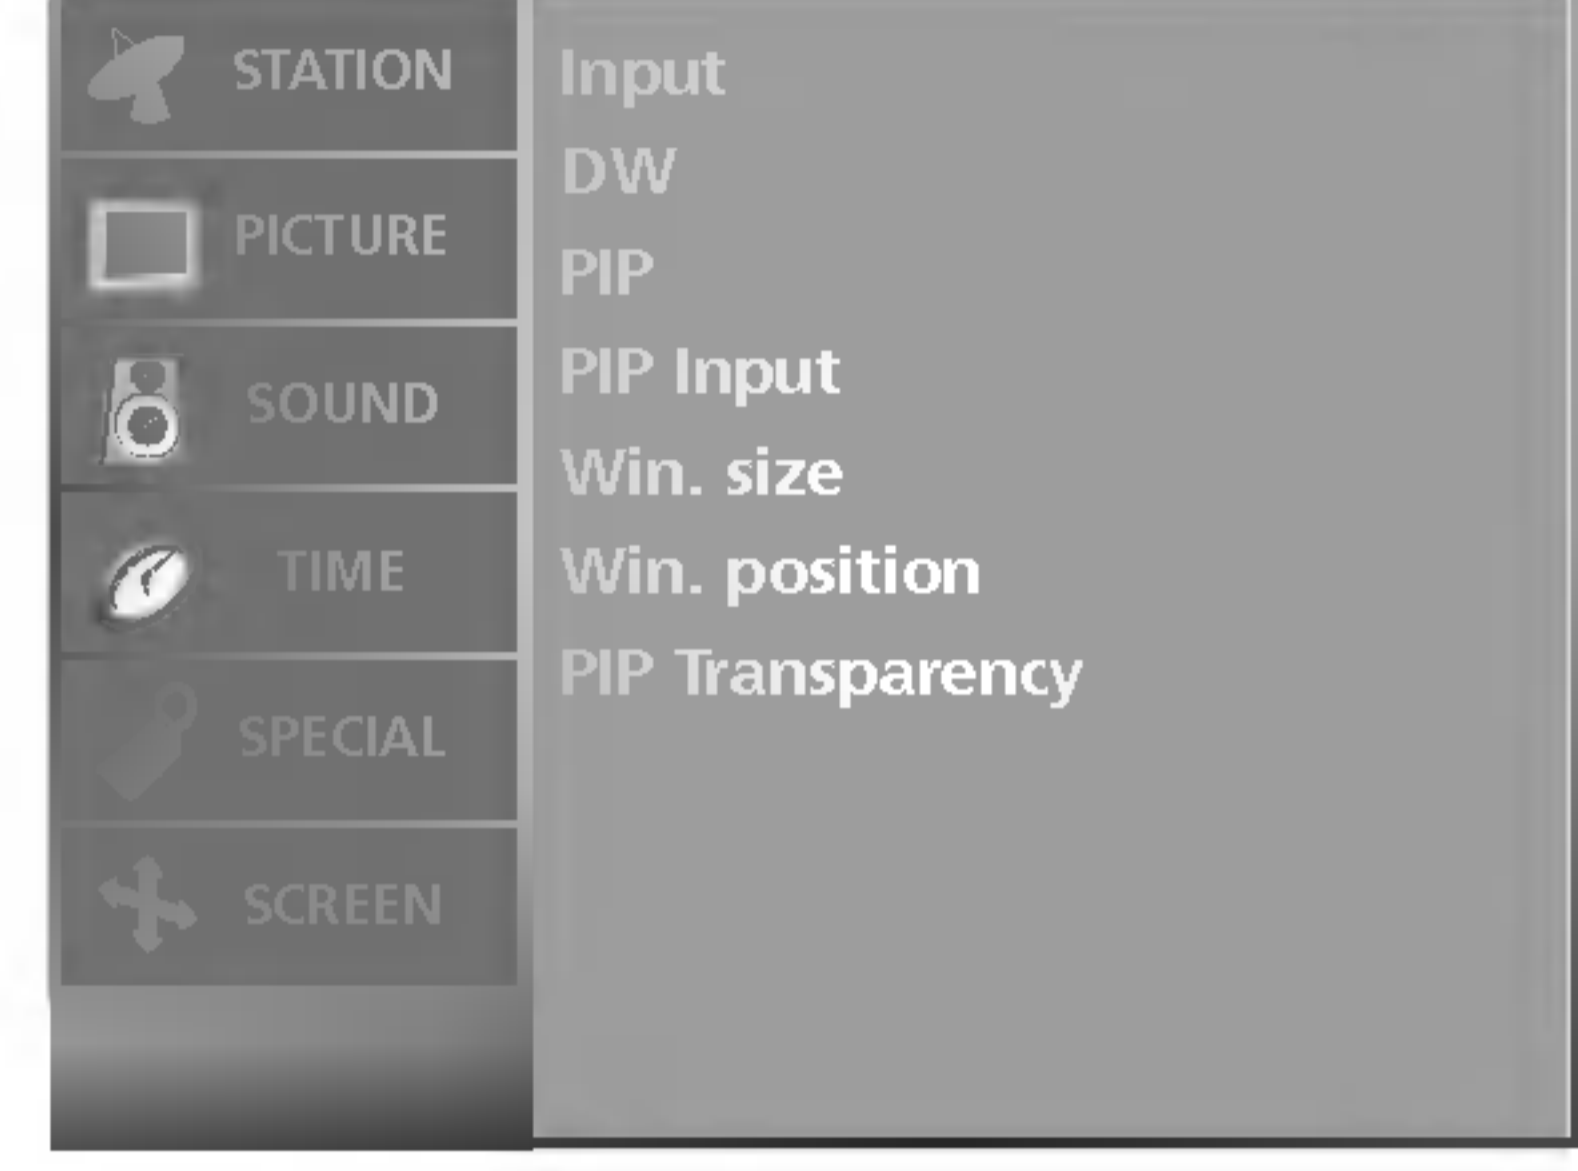 STATION
PICTURE
SOUND
TIME
SPECIAL
SCREEN
Input
DW
PIP
PIP Input
Win. size
Win. position
PIP Transparency